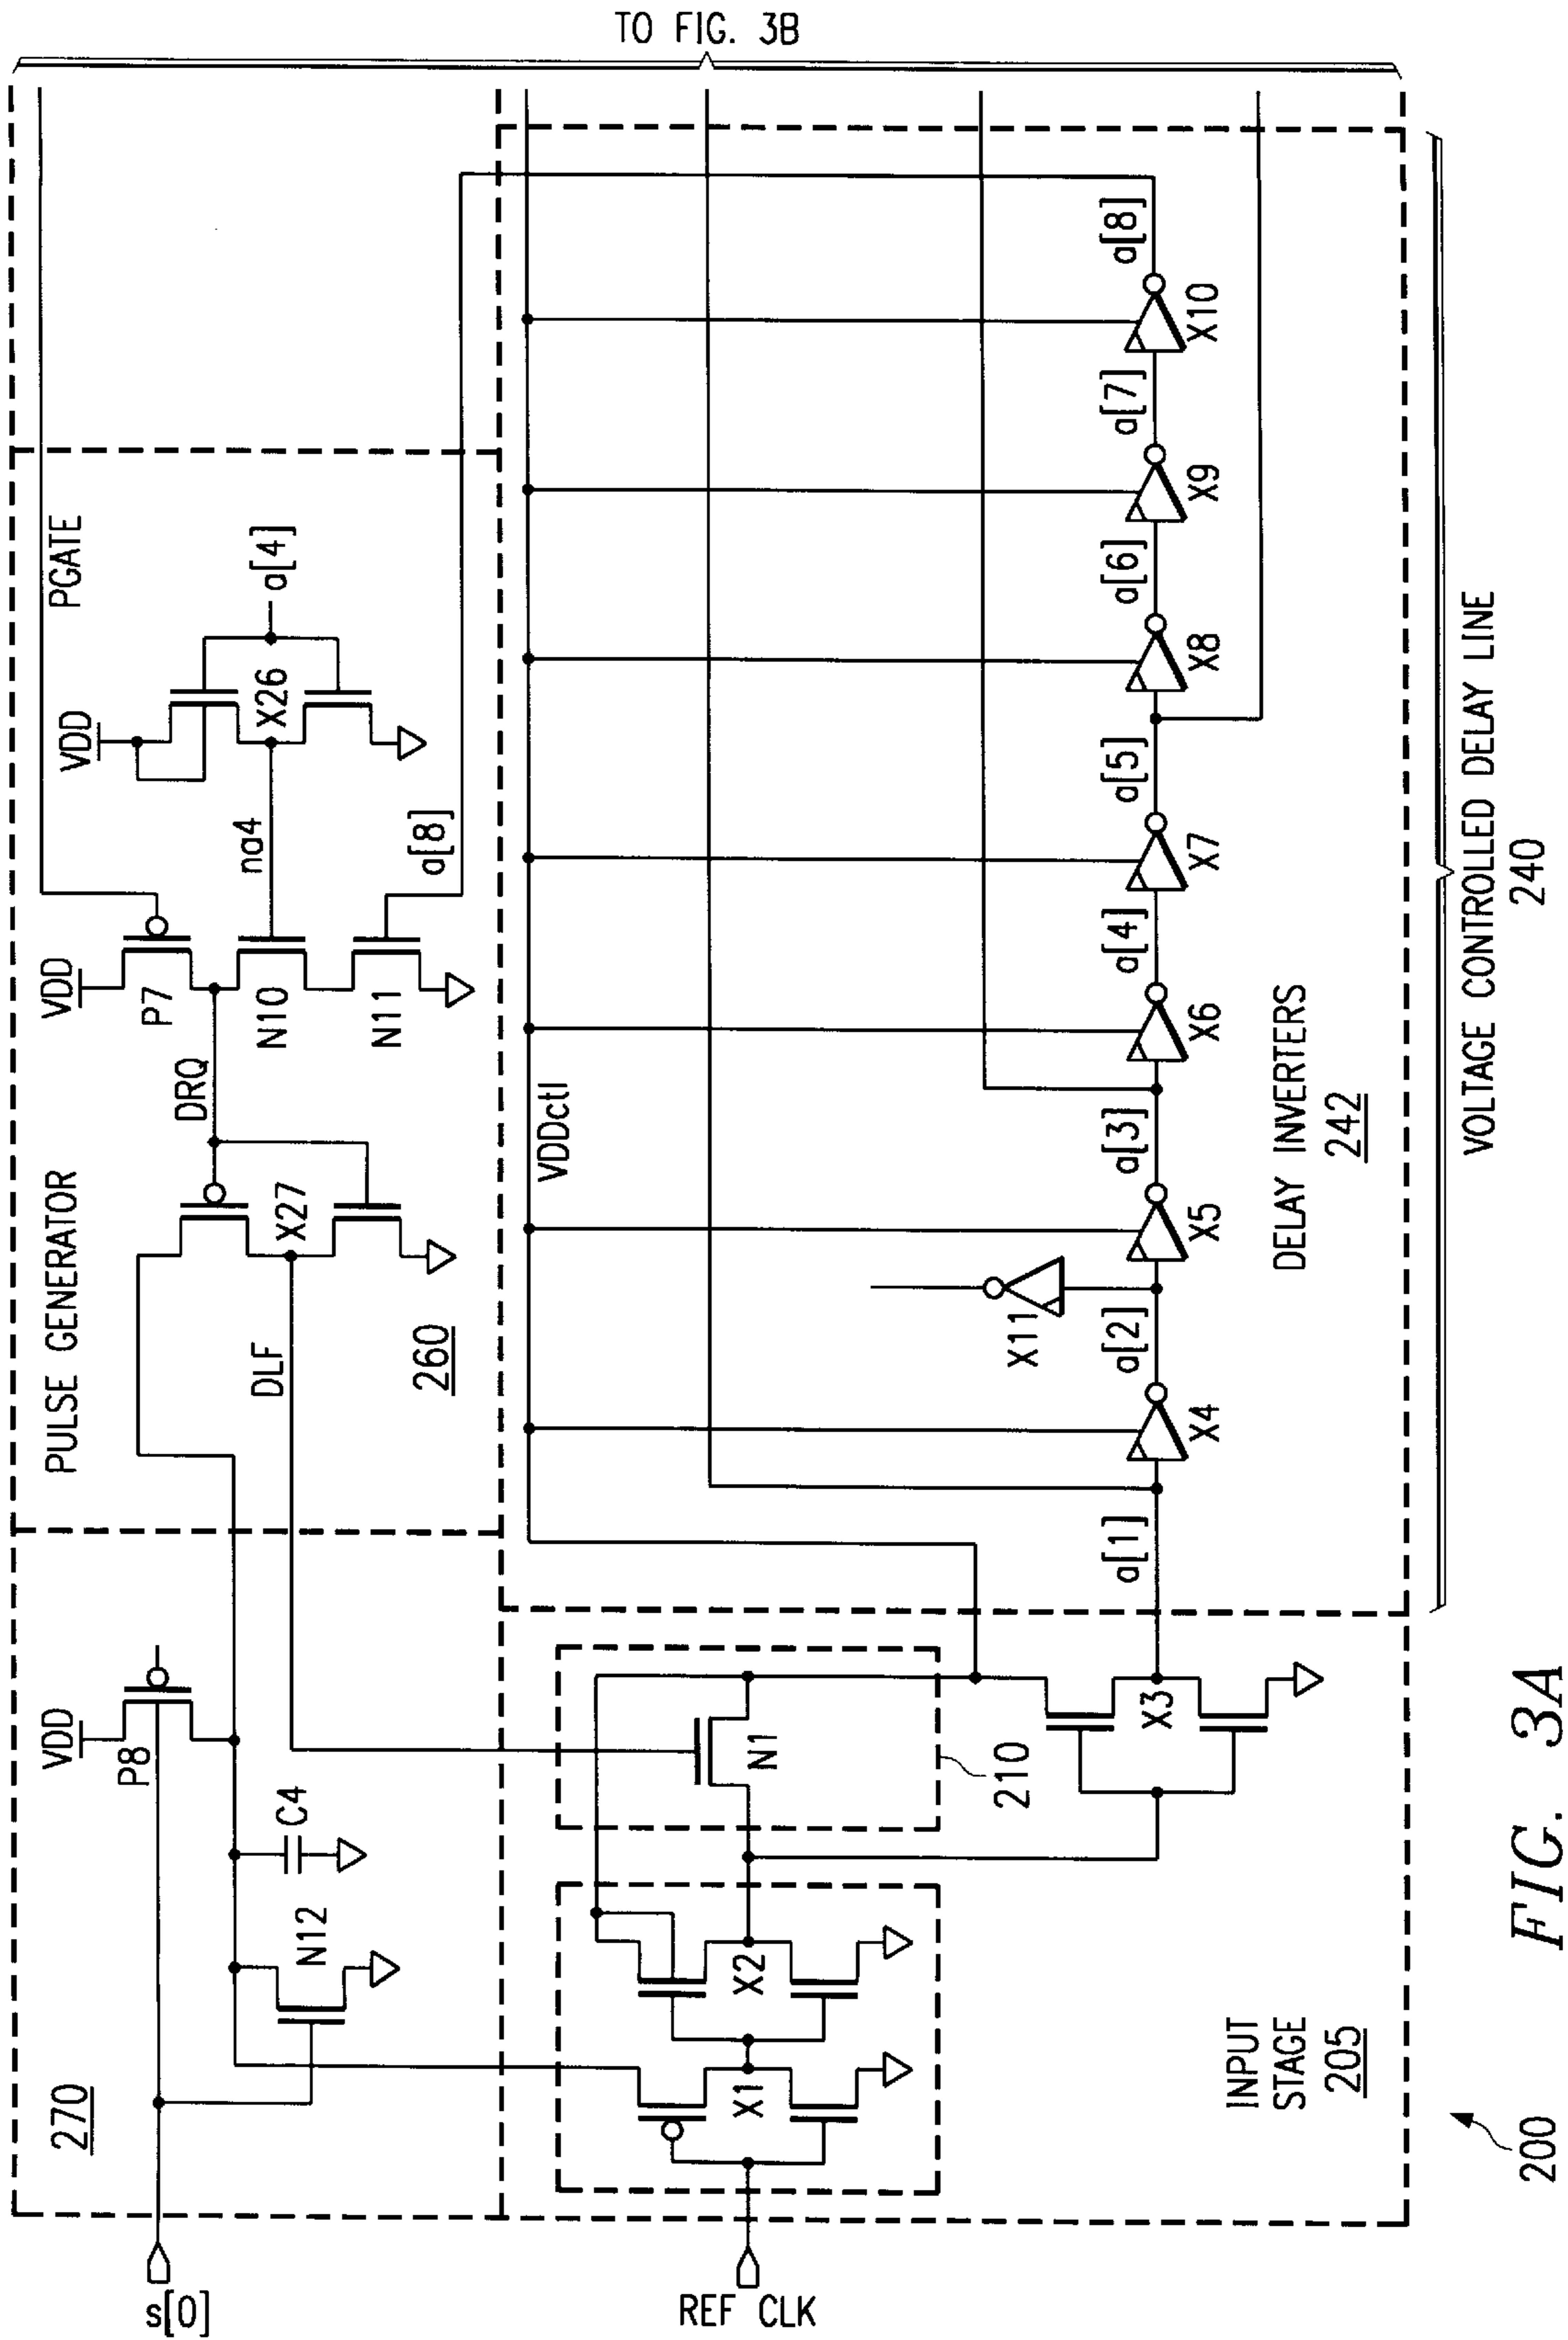 TO FIG. 3B
PULSE GENERATOR
260
PGATE
VDD
P7
N10
N11
DRQ
na4
VDD
X26
a[4]
a[8]
X27
DLF
270
s[0]
VDD
P8
C4
N12
REF CLK
X1
X2
N1
210
X3
INPUT
STAGE
205
VDDctl
a[1]
X4
a[2]
X11
X5
a[3]
X6
a[4]
X7
a[5]
X8
a[6]
X9
a[7]
X10
a[8]
DELAY INVERTERS
242
VOLTAGE CONTROLLED DELAY LINE
240
200
FIG. 3A